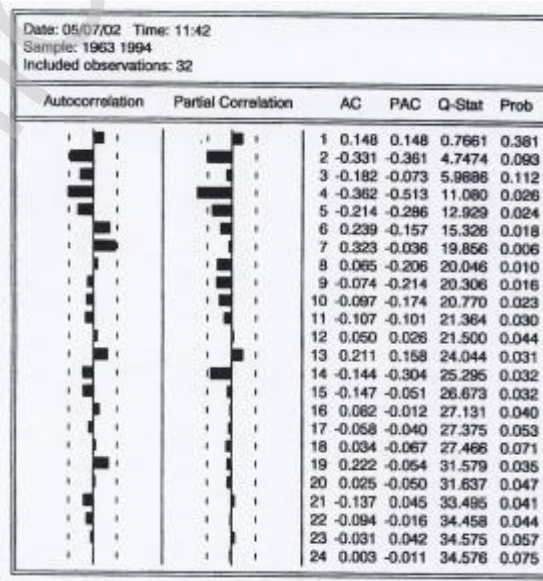 Date: 05/07/02 Time: 11:42
Sample: 1963 1994
Included observations: 32
Autocorrelation Partial Correlation AC PAC Q-Stat Prob
1 0.148 0.148 0.7661 0.381
2 -0.331 -0.361 4.7474 0.093
3 -0.182 -0.073 5.9686 0.112
4 -0.362 -0.513 11.080 0.026
5 -0.214 -0.286 12.929 0.024
6 0.239 -0.157 15.326 0.018
7 0.323 -0.036 19.856 0.006
8 0.065 -0.206 20.046 0.010
9 -0.074 -0.214 20.306 0.016
10 -0.097 -0.174 20.770 0.023
11 -0.107 -0.101 21.364 0.030
12 0.050 0.026 21.500 0.044
13 0.211 0.158 24.044 0.031
14 -0.144 -0.304 25.295 0.032
15 -0.147 -0.051 26.673 0.032
16 0.082 -0.012 27.131 0.040
17 -0.058 -0.040 27.375 0.053
18 0.034 -0.067 27.466 0.071
19 0.222 -0.054 31.579 0.035
20 0.025 -0.050 31.637 0.047
21 -0.137 0.045 33.495 0.041
22 -0.094 -0.016 34.458 0.044
23 -0.031 0.042 34.575 0.057
24 0.003 -0.011 34.576 0.075